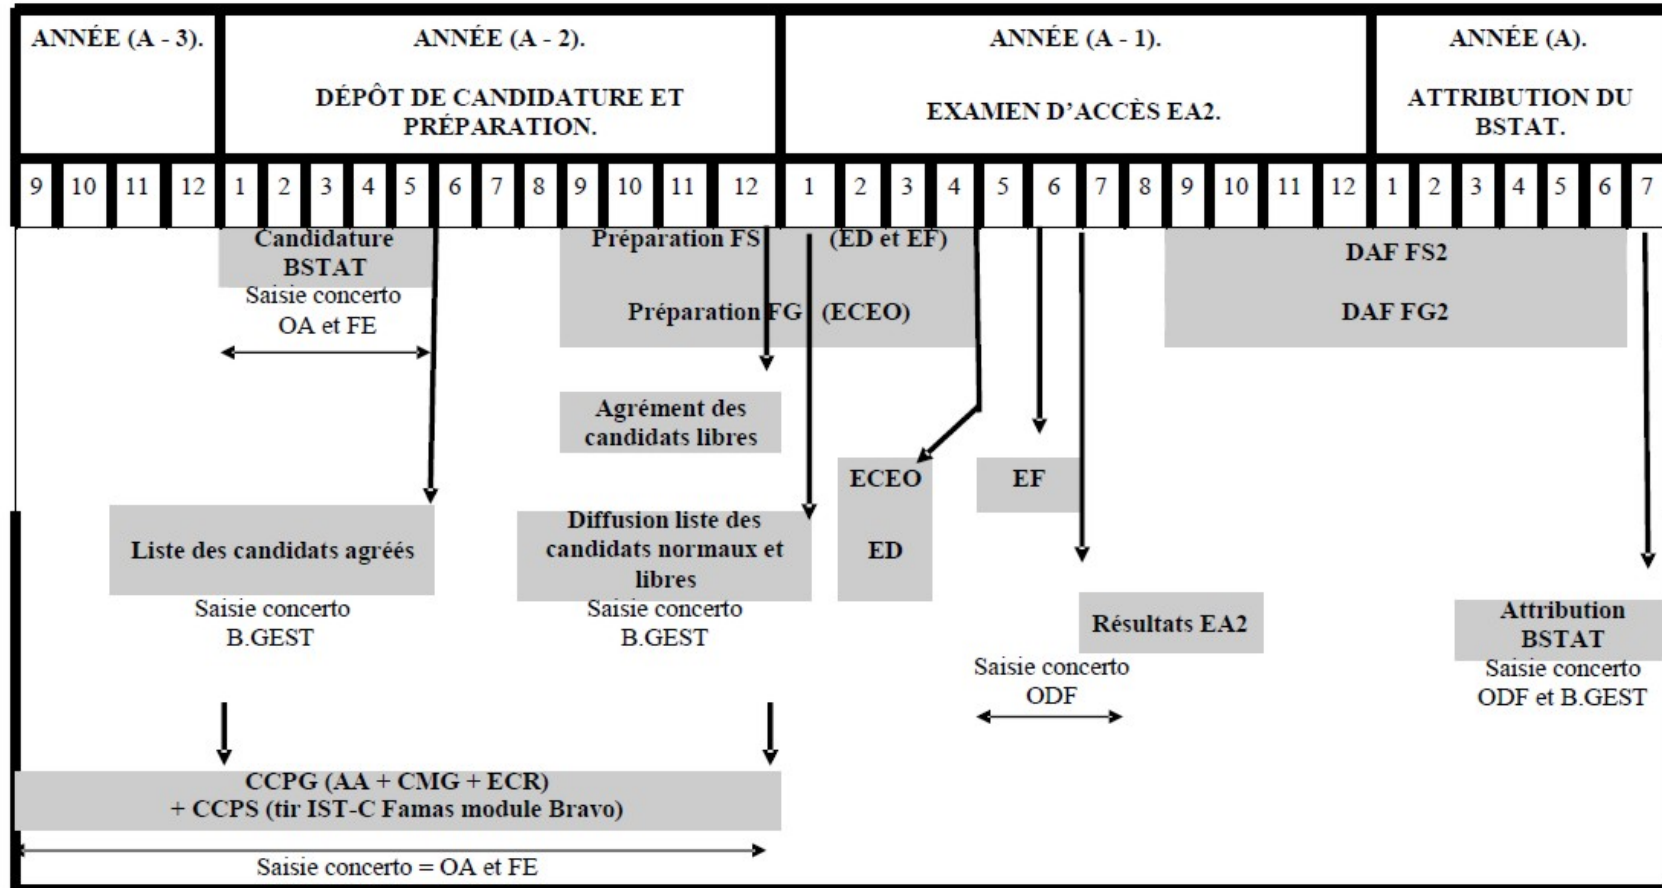 ANNÉE (A - 3).
ANNÉE (A - 2).
DÉPÔT DE CANDIDATURE ET
PRÉPARATION.
ANNÉE (A - 1).
EXAMEN D'ACCÈS EA2.
ANNÉE (A).
ATTRIBUTION DU
BSTAT.
9 10 11 12 1 2 3 4 5 6 7 8 9 10 11 12 1 2 3 4 5 6 7 8 9 10 11 12 1 2 3 4 5 6 7
Candidature
BSTAT
Saisie concerto
OA et FE
Préparation FS (ED et EF)
Préparation FG (ECEO)
DAF FS2
DAF FG2
Agrément des
candidats libres
ECEO
ED
EF
Liste des candidats agréés
Saisie concerto
B.GEST
Diffusion liste des
candidats normaux et
libres
Saisie concerto
B.GEST
Résultats EA2
Saisie concerto
ODF
Attribution
BSTAT
Saisie concerto
ODF et B.GEST
CCPG (AA + CMG + ECR)
+ CCPS (tir IST-C Famas module Bravo)
Saisie concerto = OA et FE